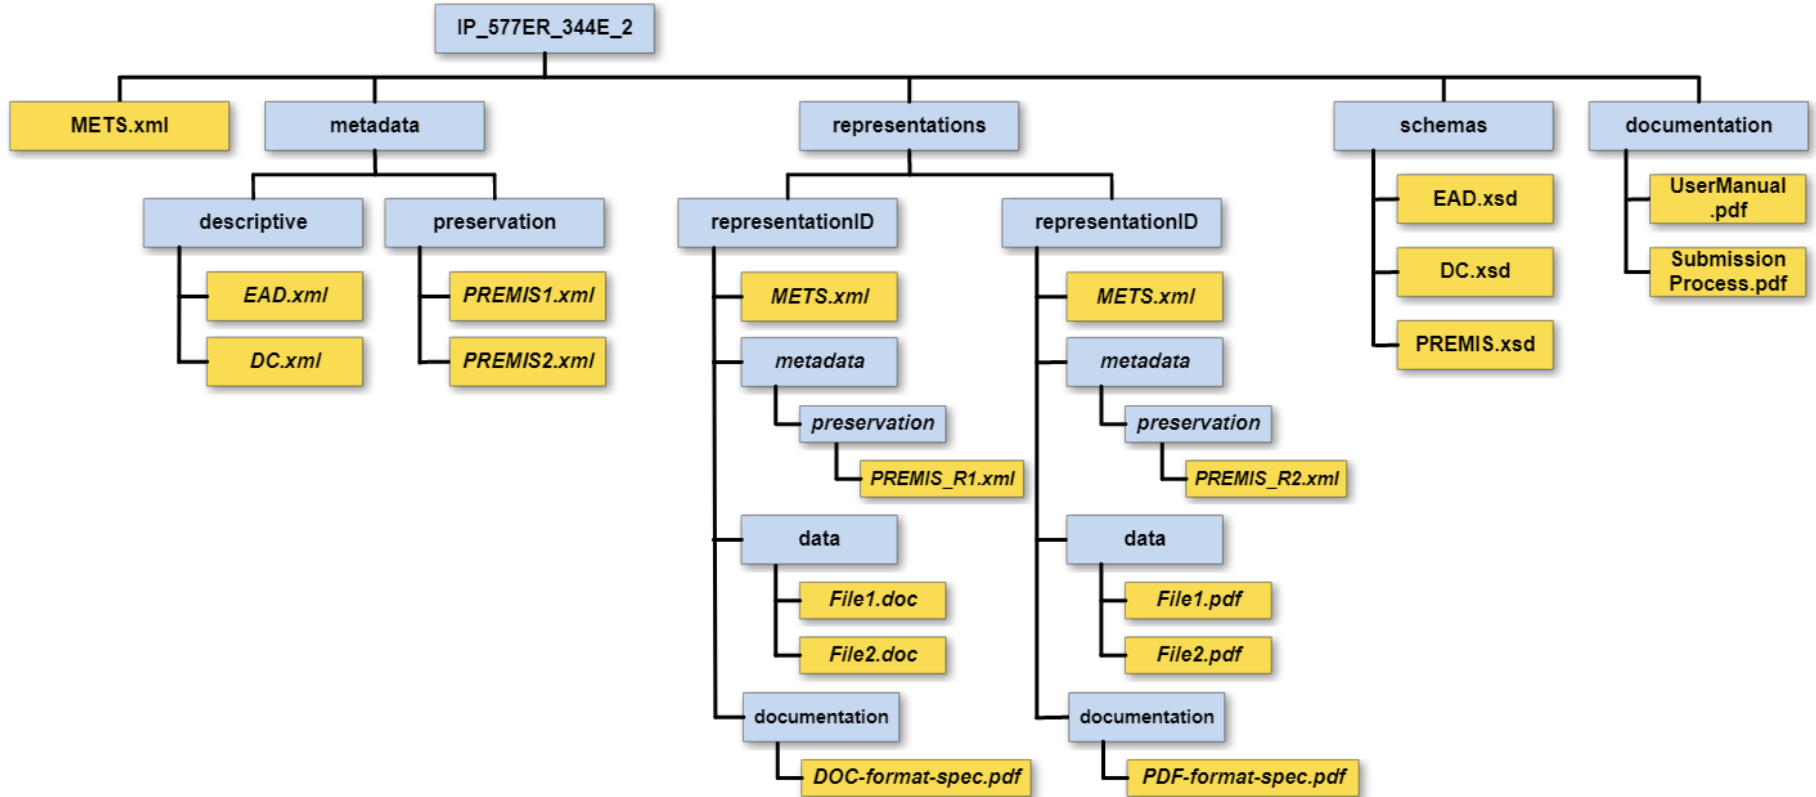 IP_577ER_344E_2
METS.xml
metadata
representations
schemas
documentation
descriptive
preservation
representationID
representationID
EAD.xsd
UserManual
.pdf
DC.xsd
Submission
Process.pdf
EAD.xml
PREMIS1.xml
METS.xml
METS.xml
PREMIS.xsd
DC.xml
PREMIS2.xml
metadata
metadata
preservation
preservation
PREMIS_R1.xml
PREMIS_R2.xml
data
data
File1.doc
File1.pdf
File2.doc
File2.pdf
documentation
documentation
DOC-format-spec.pdf
PDF-format-spec.pdf